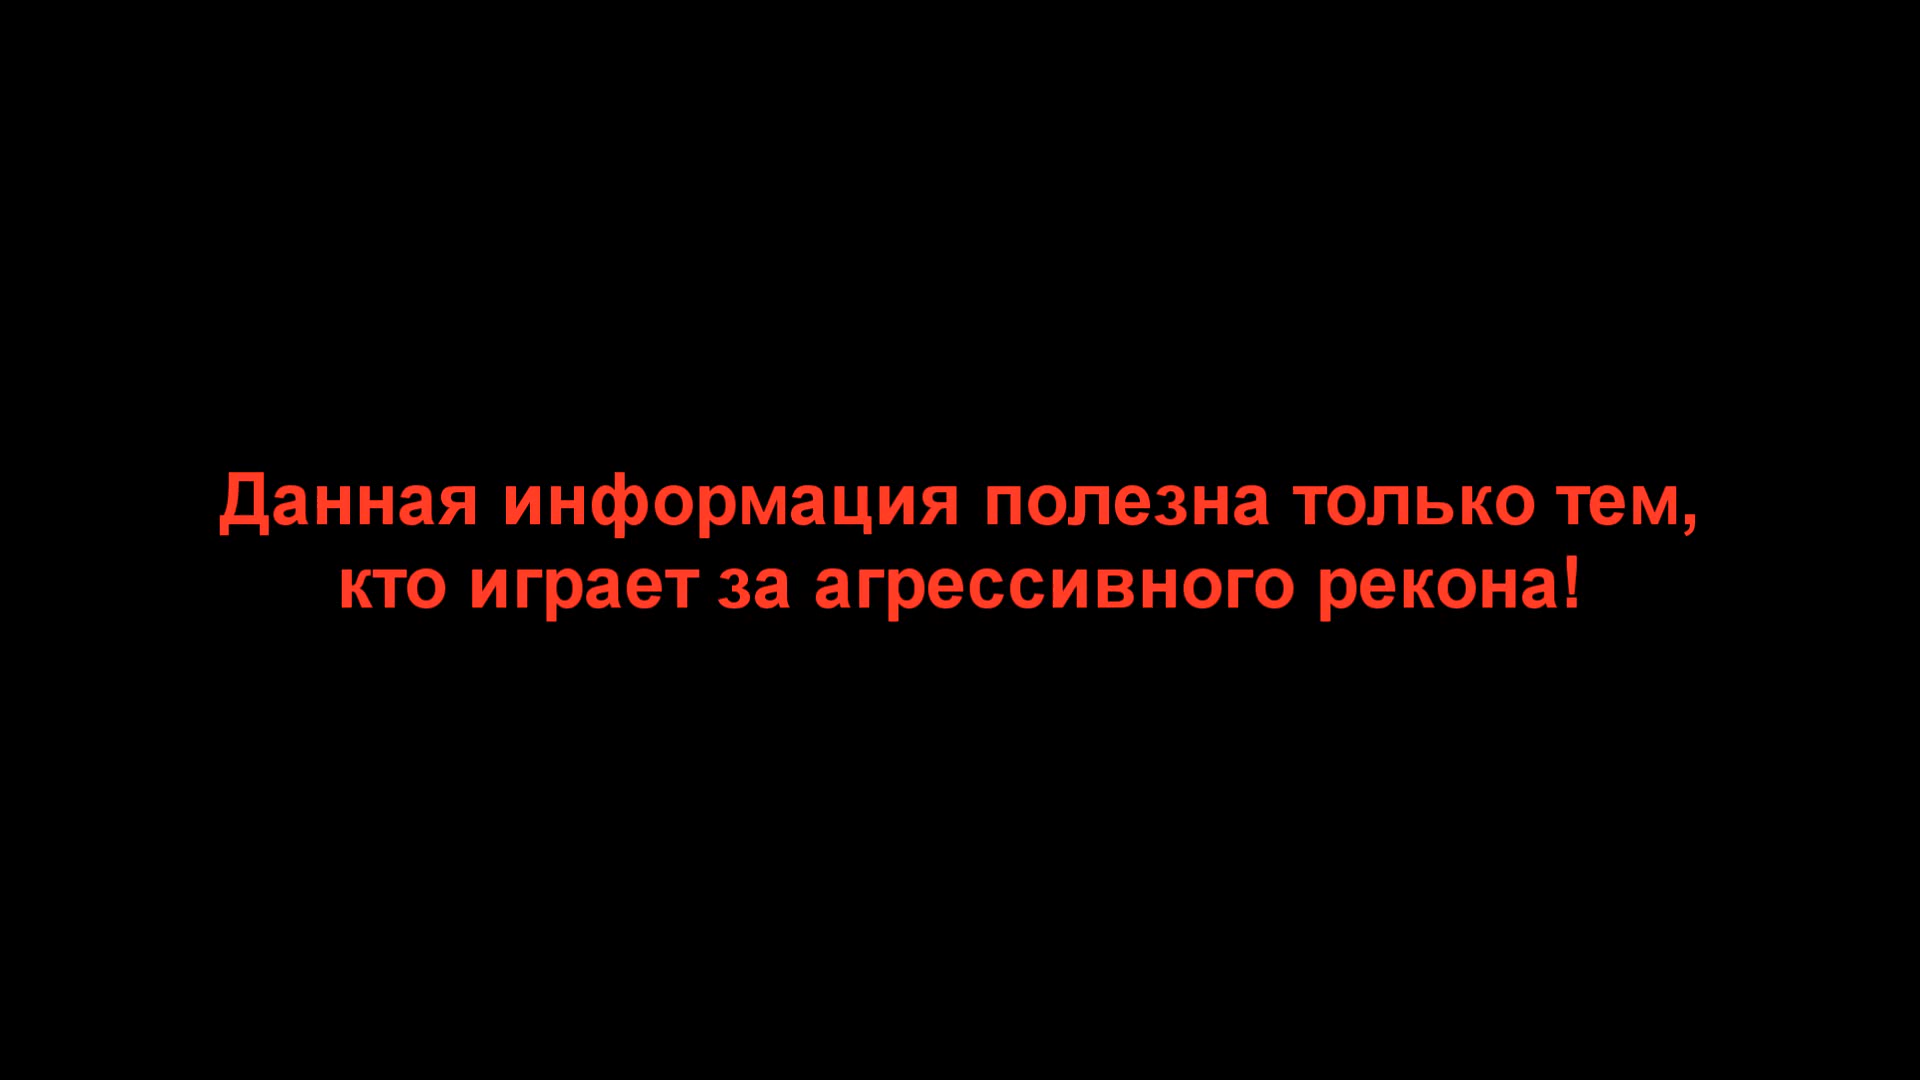 Данная информация полезна только тем,
кто играет за агрессивного рекона!